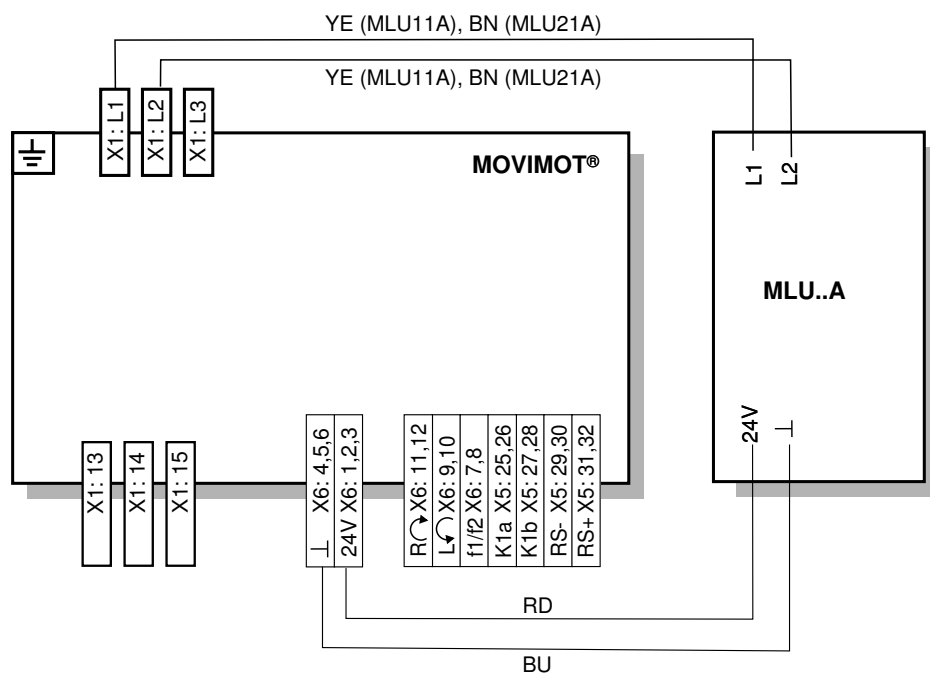 YE (MLU11A), BN (MLU21A)
YE (MLU11A), BN (MLU21A)
X1: L1
X1: L2
X1: L3
MOVIMOT®
L1
L2
MLU..A
24V
⊥
X1: 13
X1: 14
X1: 15
⊥ X6: 4,5,6
24V X6: 1,2,3
R X6: 11,12
L X6: 9,10
f1/f2 X6: 7,8
K1a X5: 25,26
K1b X5: 27,28
RS- X5: 29,30
RS+ X5: 31,32
RD
BU